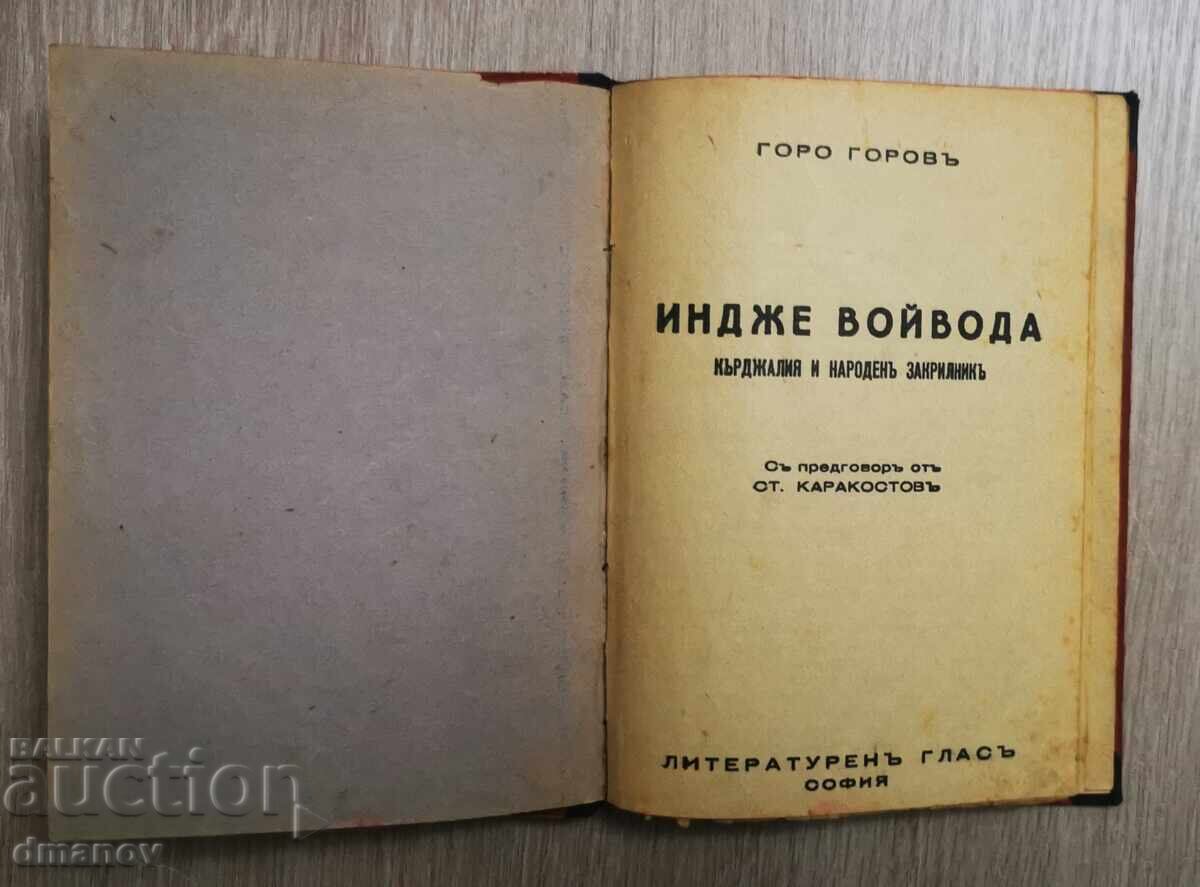 ГОРО ГОРОВЪ
ИНДЖЕ ВОЙВОДА
КЪРДЖАЛИЯ И НАРОДЕНЪ ЗАКРИЛНИКЪ
Съ предговоръ отъ
СТ. КАРАКОСТОВЪ
ЛИТЕРАТУРЕНЪ ГЛАСЪ
СОФИЯ
BALKAN
auction
dmanov